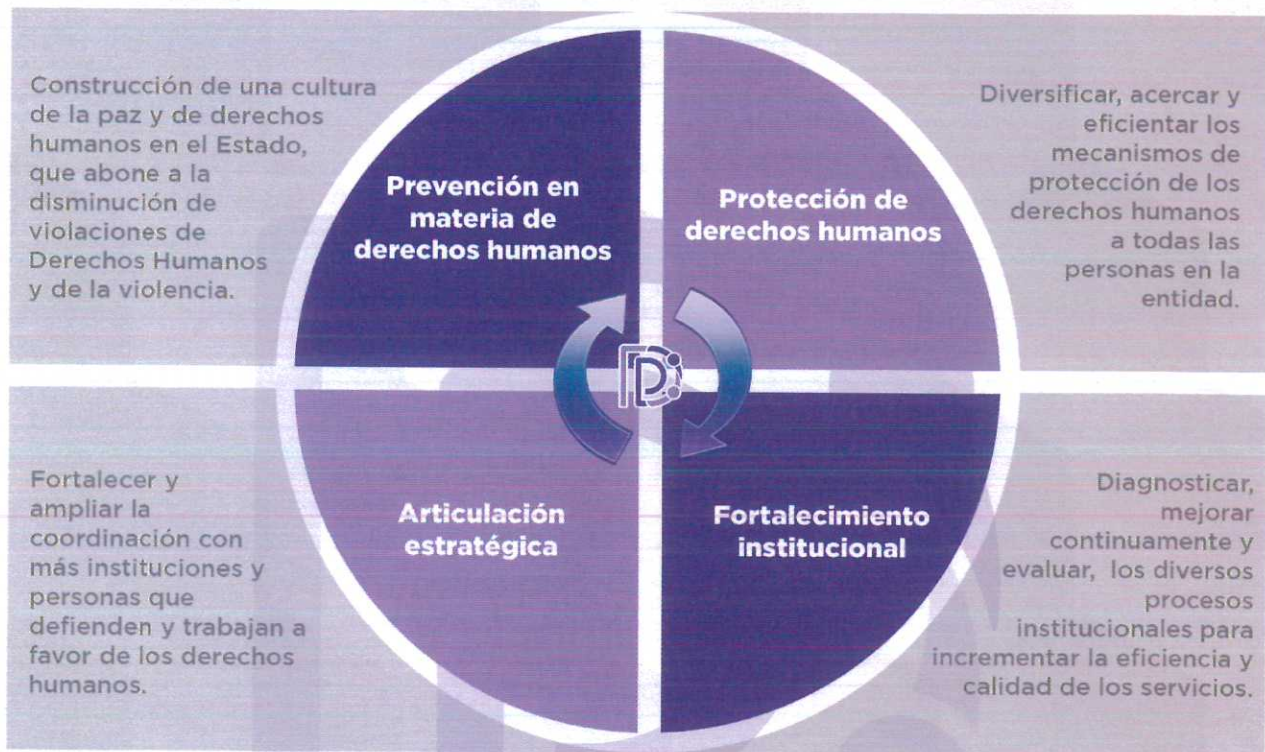 Construcción de una cultura
de la paz y de derechos
humanos en el Estado,
que abone a la
disminución de
violaciones de
Derechos Humanos
y de la violencia.
Prevención en
materia de
derechos humanos
Protección de
derechos humanos
Diversificar, acercar y
eficientar los
mecanismos de
protección de los
derechos humanos
a todas las
personas en la
entidad.
Fortalecer y
ampliar la
coordinación con
más instituciones y
personas que
defienden y trabajan a
favor de los derechos
humanos.
Articulación
estratégica
Fortalecimiento
institucional
Diagnosticar,
mejorar
continuamente y
evaluar, los diversos
procesos
institucionales para
incrementar la eficiencia y
calidad de los servicios.